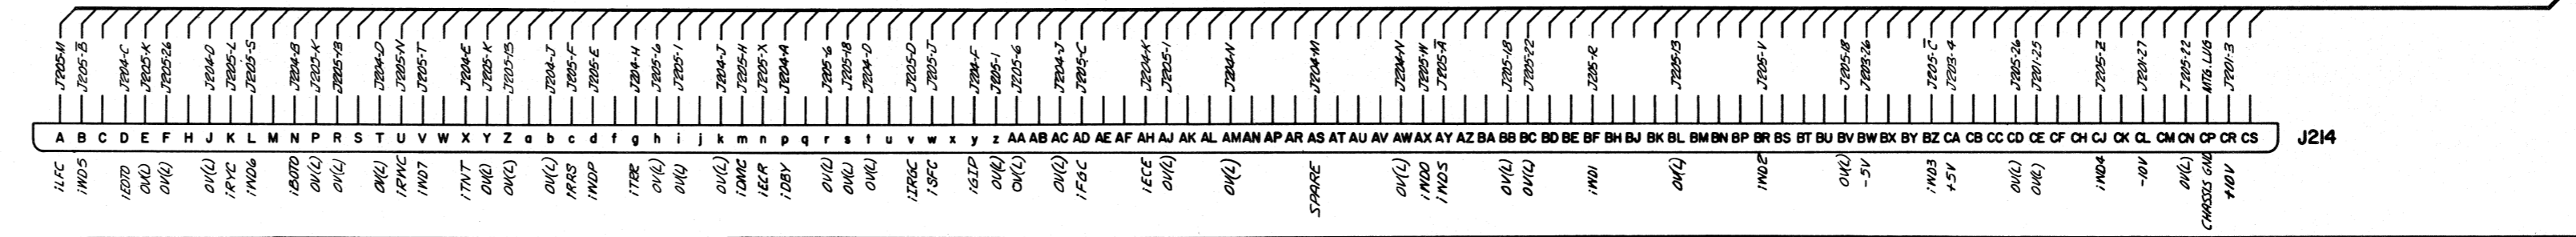 J205-M J205-B̅ J204-C J205-K J205-26 J204-D J205-L J205-S J204-B J205-K J205-13 J204-D J205-N J205-T J204-E J205-K J205-13 J204-J J205-F J205-E J204-H J205-6 J205-1 J204-J J205-H J205-X J204-A J205-6 J205-18 J204-D J205-D J205-J J204-F J205-1 J205-6 J204-J J205-C J204-K J205-1 J204-N J204-M J204-N J205-W J205-A̅ J205-18 J205-22 J205-R J205-13 J205-V J205-18 J203-26 J205-C̅ J203-4 J205-26 J201-25 J205-Z J201-27 J205-22 MTG. LUG J201-3
A B C D E F H J K L M N P R S T U V W X Y Z a b c d f g h i j k m n p q r s t u v w x y z AA AB AC AD AE AF AH AJ AK AL AM AN AP AR AS AT AU AV AW AX AY AZ BA BB BC BD BE BF BH BJ BK BL BM BN BP BR BS BT BU BV BW BX BY BZ CA CB CC CD CE CF CH CJ CK CL CM CN CP CR CS J214
iLFC iWD5 iEDTD OV(L) OV(L) OV(L) iRYC iWD6 iBOTD OV(L) OV(L) OV(L) iRWC iWD7 iTNT OV(L) OV(L) OV(L) iRRS iWDP iTBE OV(L) OV(L) OV(L) iDMC iECR iDBY OV(L) OV(L) OV(L) iRGC iSFC iGIP OV(L) OV(L) OV(L) iFGC iECE OV(L) OV(L) SPARE OV(L) iWDO iWDS OV(L) OV(L) iWD1 OV(L) iWD2 OV(L) -5V iWD3 +5V OV(L) OV(L) iWD4 -10V OV(L) CHASSIS GND +10V